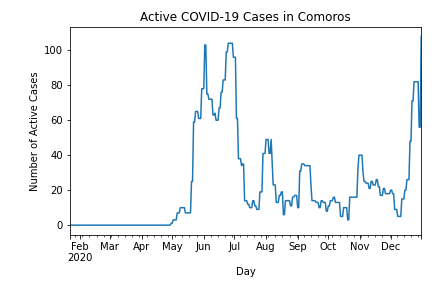 Active COVID-19 Cases in Comoros
Number of Active Cases
100
80
60
40
20
0
Feb Mar Apr May Jun Jul Aug Sep Oct Nov Dec
2020
Day